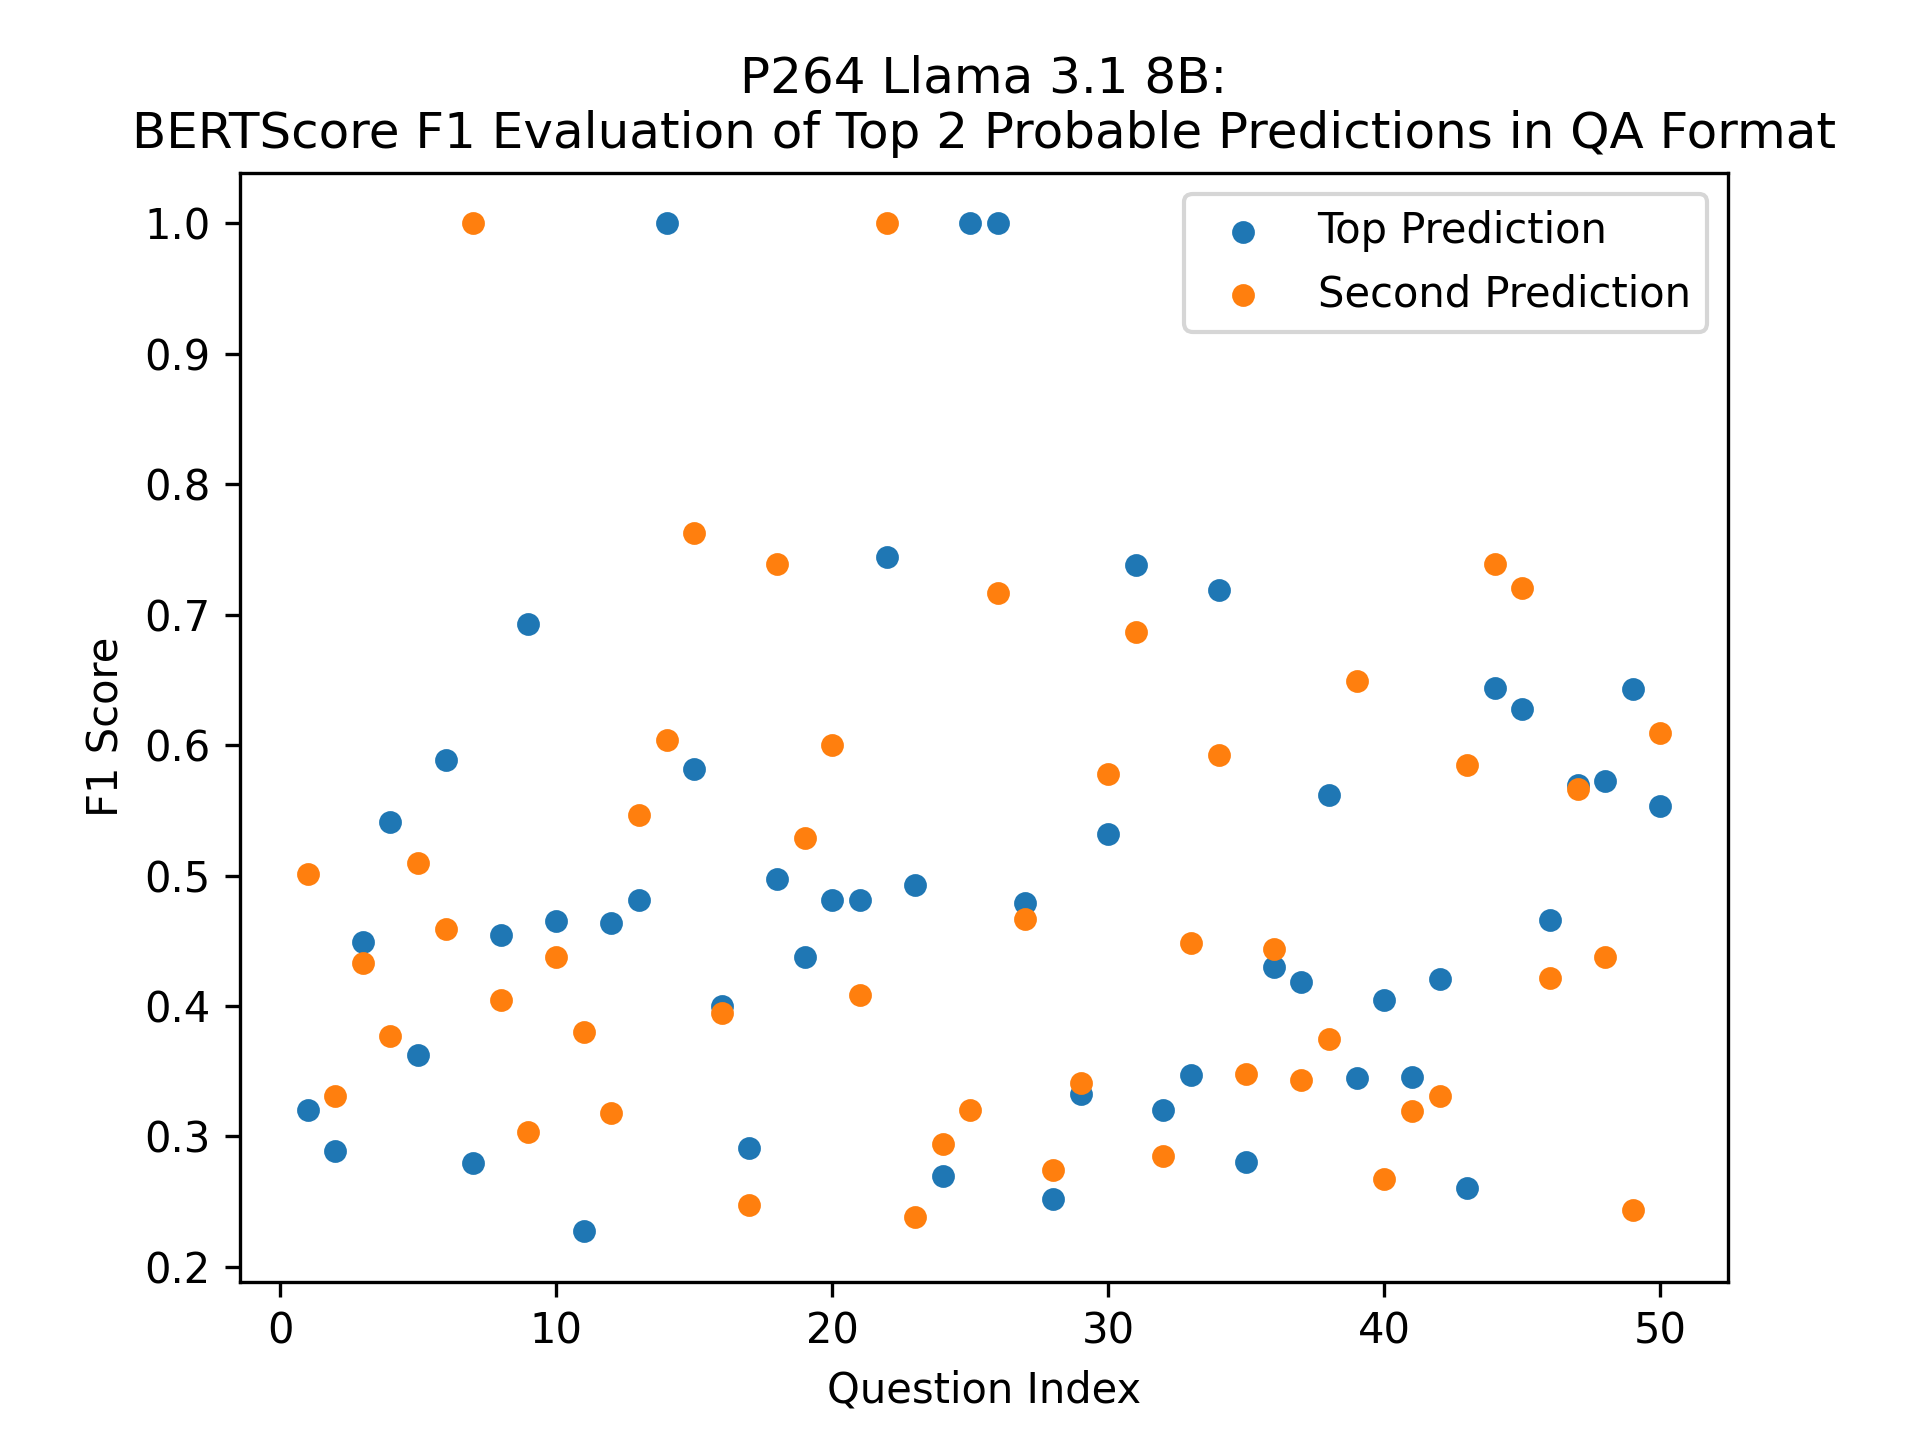 P264 Llama 3.1 8B:
BERTScore F1 Evaluation of Top 2 Probable Predictions in QA Format
Top Prediction
Second Prediction
1.0
0.9
0.8
0.7
0.6
0.5
0.4
0.3
0.2
F1 Score
0 10 20 30 40 50
Question Index